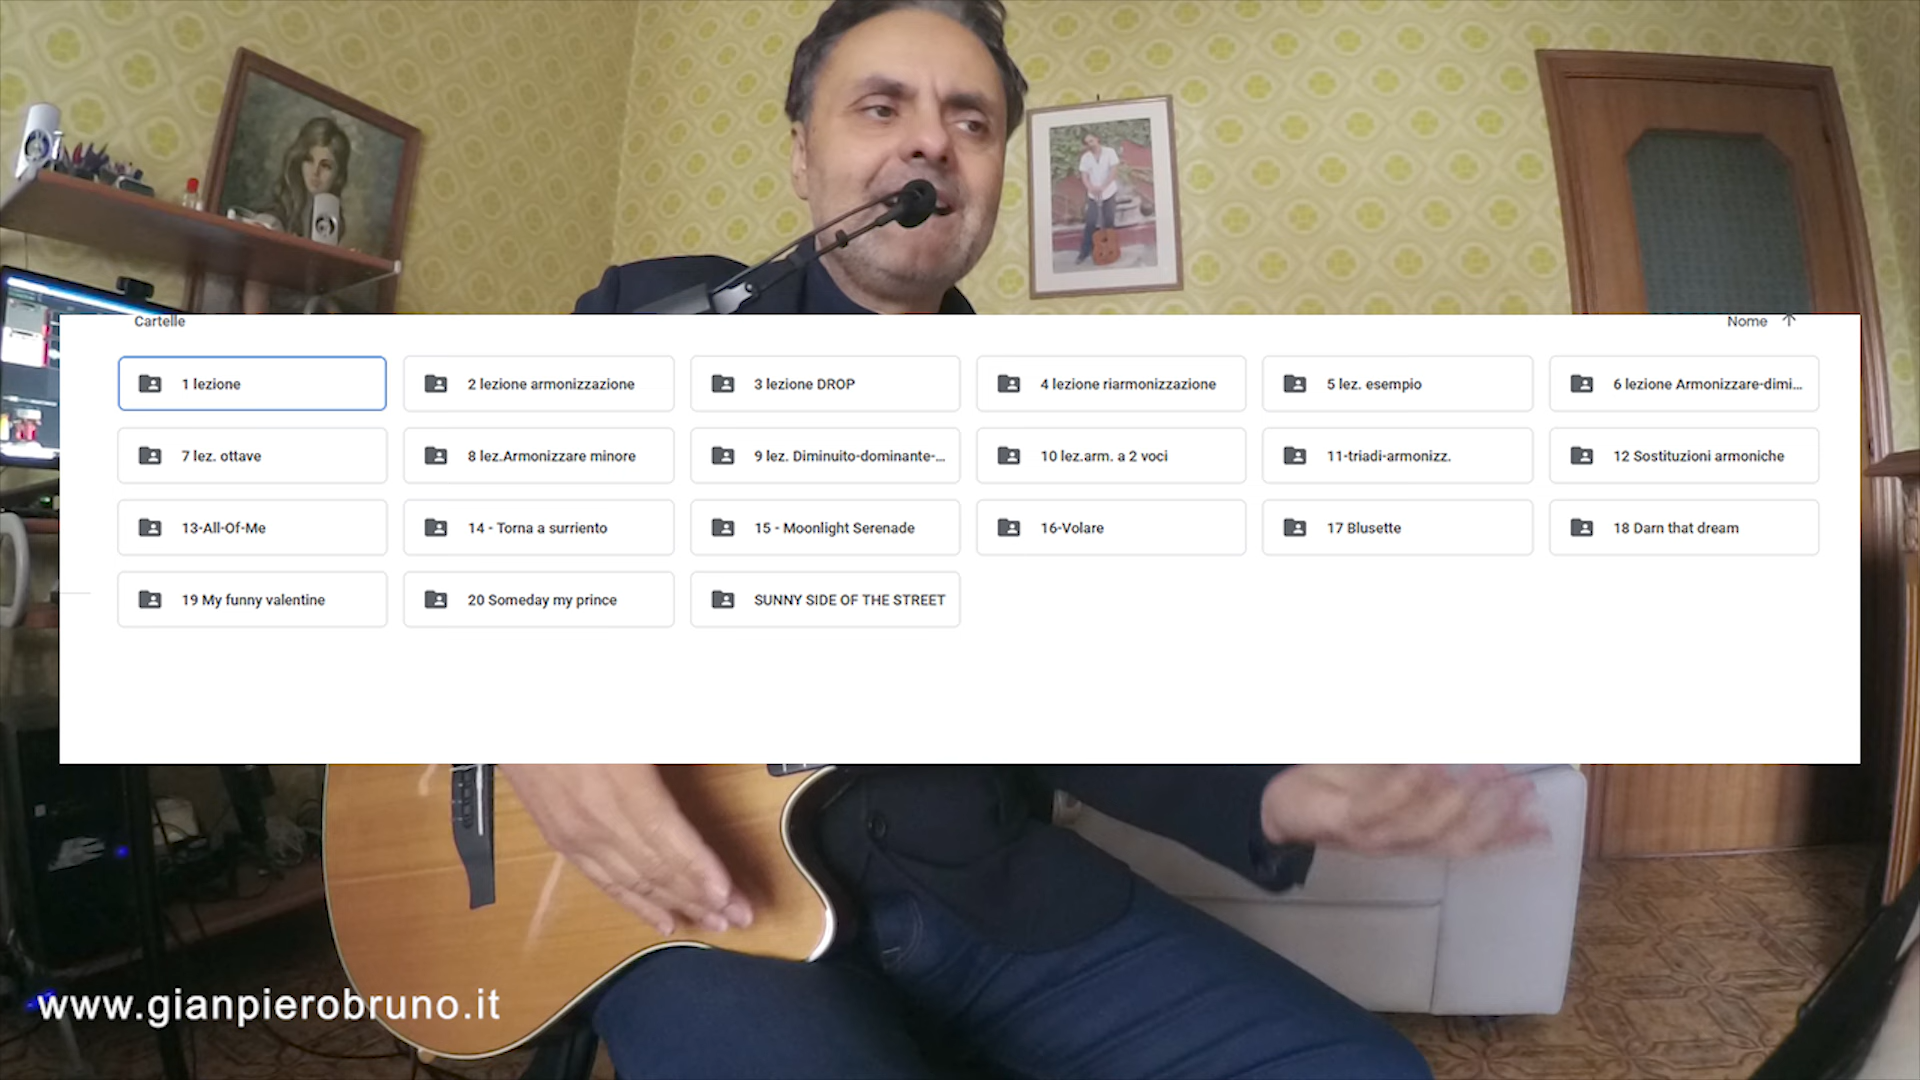 Cartelle
Nome
1 lezione
2 lezione armonizzazione
3 lezione DROP
4 lezione riarmonizzazione
5 lez. esempio
6 lezione Armonizzare-dimi...
7 lez. ottave
8 lez.Armonizzare minore
9 lez. Diminuito-dominante-...
10 lez.arm. a 2 voci
11-triadi-armonizz.
12 Sostituzioni armoniche
13-All-Of-Me
14 - Torna a surriento
15 - Moonlight Serenade
16-Volare
17 Blusette
18 Darn that dream
19 My funny valentine
20 Someday my prince
SUNNY SIDE OF THE STREET
www.gianpierobruno.it